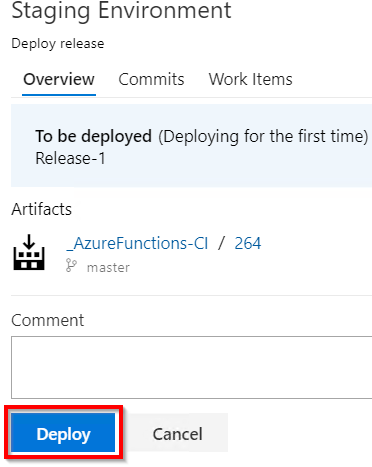 Staging Environment
Deploy release
Overview Commits Work Items
To be deployed (Deploying for the first time)
Release-1
Artifacts
_AzureFunctions-CI / 264
master
Comment
Deploy Cancel